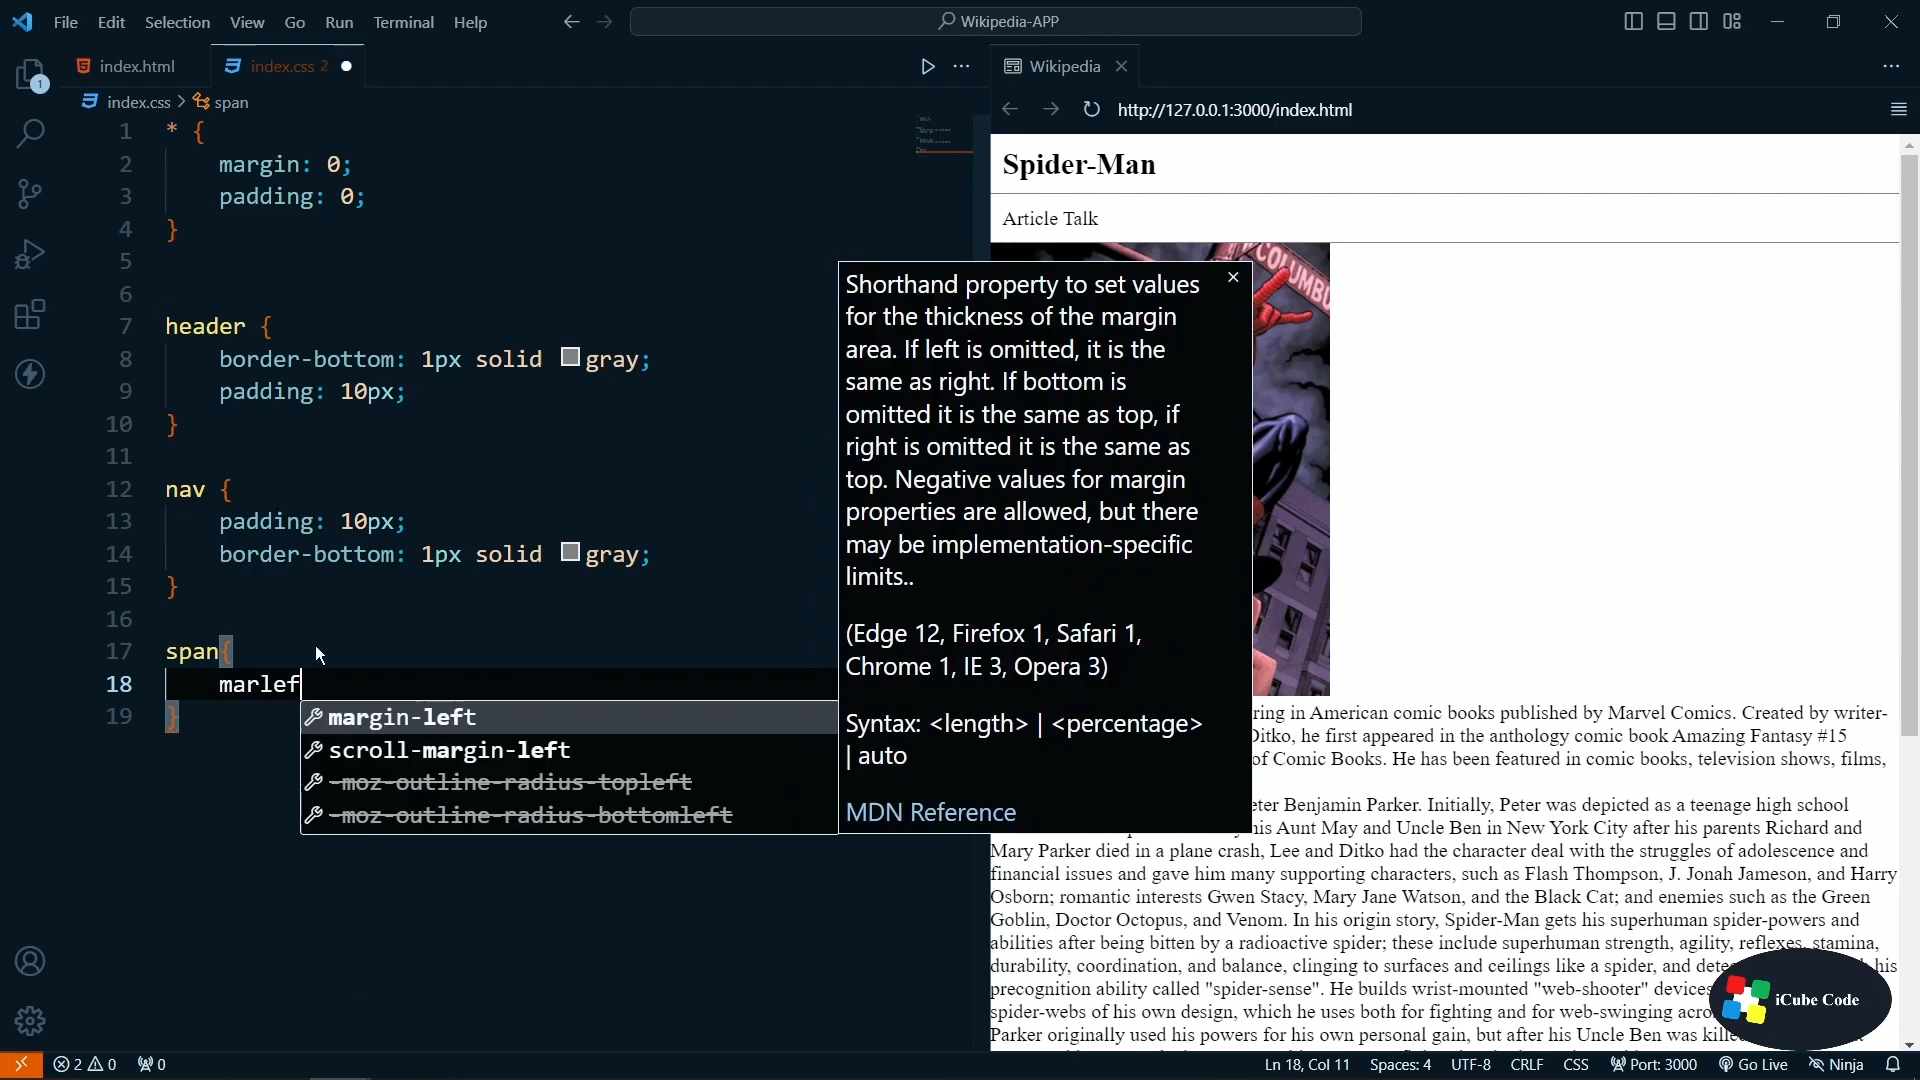 File Edit Selection View Go Run Terminal Help
Wikipedia-APP
index.html
index.css 2
Wikipedia
index.css > span
http://127.0.0.1:3000/index.html
1 * {
2 margin: 0;
3 padding: 0;
4 }
5
6
7 header {
8 border-bottom: 1px solid gray;
9 padding: 10px;
10 }
11
12 nav {
13 padding: 10px;
14 border-bottom: 1px solid gray;
15 }
16
17 span{
18 marlef
19 }
margin-left
scroll-margin-left
-moz-outline-radius-topleft
-moz-outline-radius-bottomleft
Shorthand property to set values
for the thickness of the margin
area. If left is omitted, it is the
same as right. If bottom is
omitted it is the same as top, if
right is omitted it is the same as
top. Negative values for margin
properties are allowed, but there
may be implementation-specific
limits..
(Edge 12, Firefox 1, Safari 1,
Chrome 1, IE 3, Opera 3)
Syntax: <length> | <percentage>
| auto
MDN Reference
Spider-Man
Article Talk
COLUMBU
ring in American comic books published by Marvel Comics. Created by writer-
Ditko, he first appeared in the anthology comic book Amazing Fantasy #15
of Comic Books. He has been featured in comic books, television shows, films,
eter Benjamin Parker. Initially, Peter was depicted as a teenage high school
his Aunt May and Uncle Ben in New York City after his parents Richard and
Mary Parker died in a plane crash, Lee and Ditko had the character deal with the struggles of adolescence and
financial issues and gave him many supporting characters, such as Flash Thompson, J. Jonah Jameson, and Harry
Osborn; romantic interests Gwen Stacy, Mary Jane Watson, and the Black Cat; and enemies such as the Green
Goblin, Doctor Octopus, and Venom. In his origin story, Spider-Man gets his superhuman spider-powers and
abilities after being bitten by a radioactive spider; these include superhuman strength, agility, reflexes, stamina,
durability, coordination, and balance, clinging to surfaces and ceilings like a spider, and dete his
precognition ability called "spider-sense". He builds wrist-mounted "web-shooter" devices
spider-webs of his own design, which he uses both for fighting and for web-swinging acro
Parker originally used his powers for his own personal gain, but after his Uncle Ben was kille
iCube Code
1
2 0 0
Ln 18, Col 11 Spaces: 4 UTF-8 CRLF CSS Port: 3000 Go Live Ninja